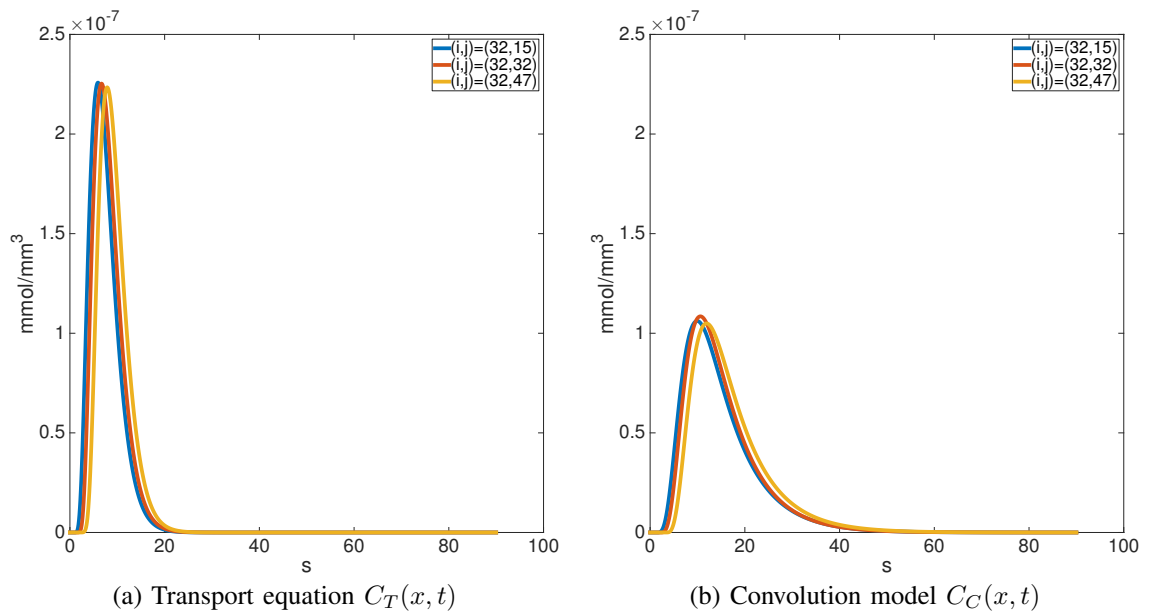 ×10⁻⁷
2.5
2
1.5
1
0.5
0
mmol/mm³
0 20 40 60 80 100
s
(i,j)=(32,15)
(i,j)=(32,32)
(i,j)=(32,47)
(a) Transport equation C_T(x, t)
×10⁻⁷
2.5
2
1.5
1
0.5
0
mmol/mm³
0 20 40 60 80 100
s
(i,j)=(32,15)
(i,j)=(32,32)
(i,j)=(32,47)
(b) Convolution model C_C(x, t)